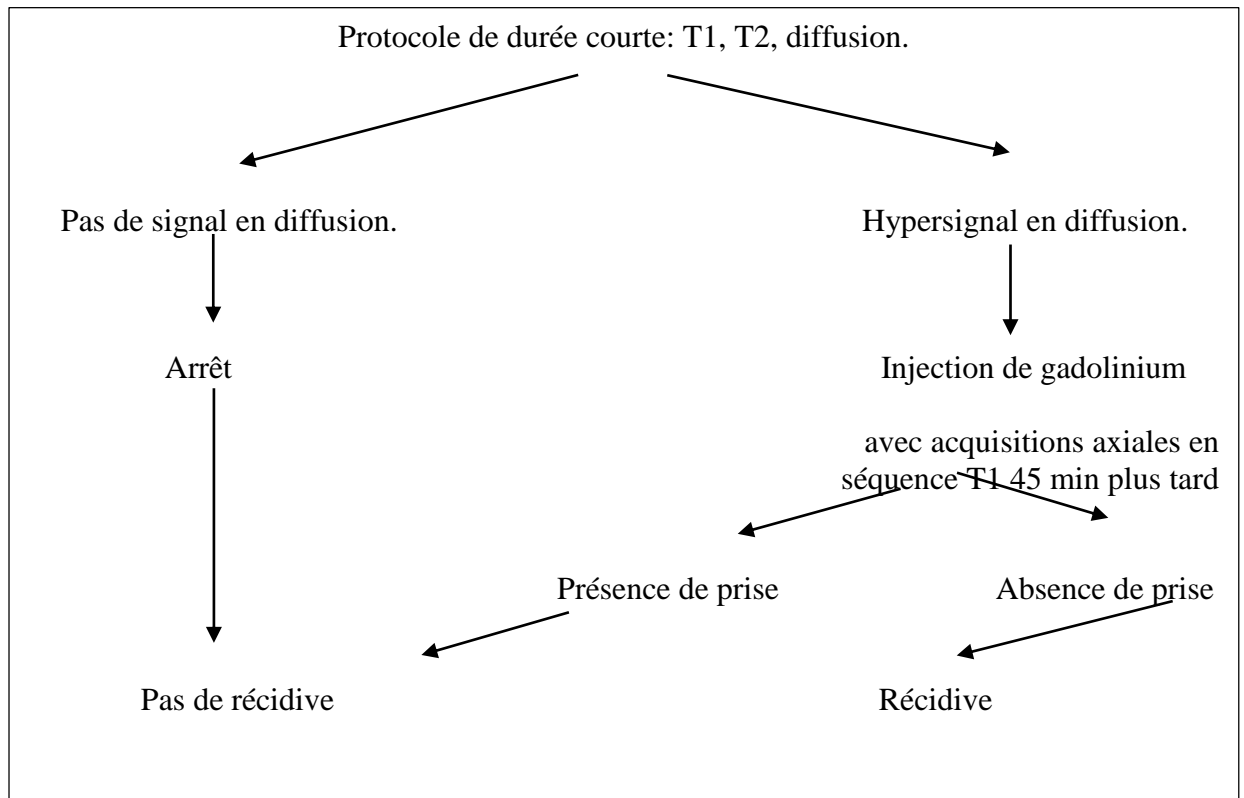 Protocole de durée courte: T1, T2, diffusion.
Pas de signal en diffusion.
Hypersignal en diffusion.
Arrêt
Injection de gadolinium
avec acquisitions axiales en
séquence T1 45 min plus tard
Présence de prise
Absence de prise
Pas de récidive
Récidive